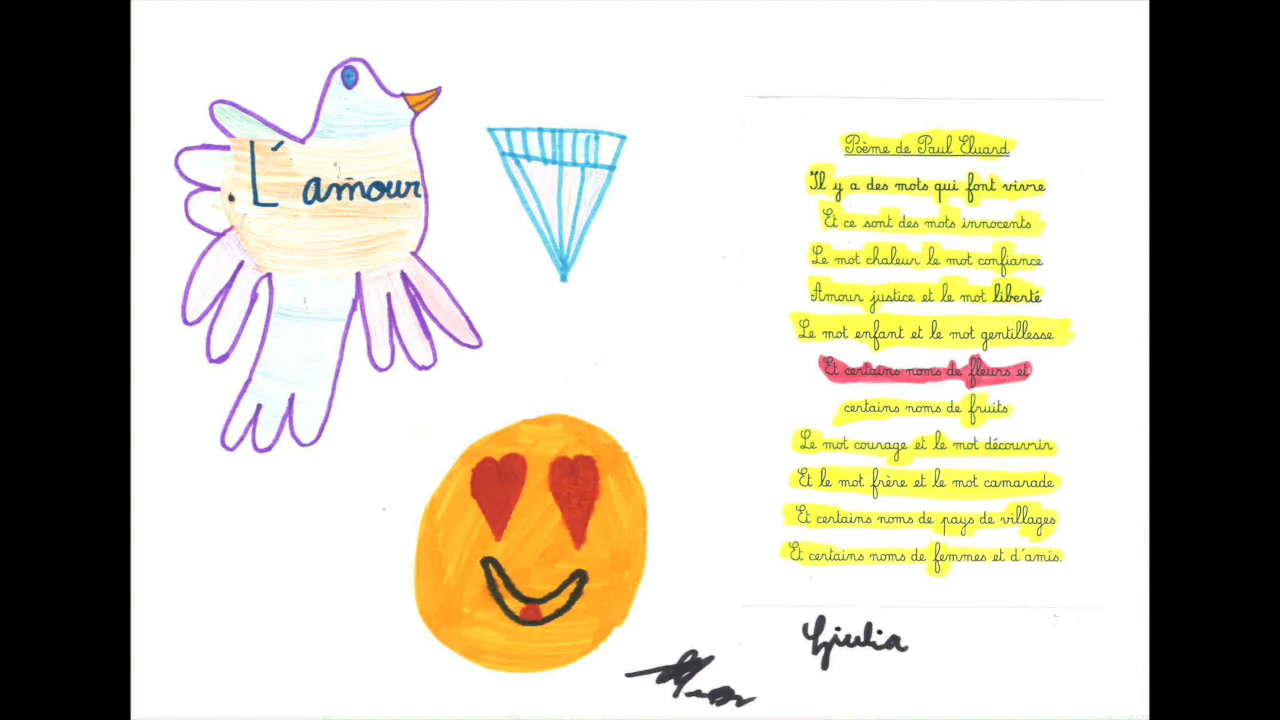 L'amour
Poème de Paul Eluard
Il y a des mots qui font vivre
Et ce sont des mots innocents
Le mot chaleur le mot confiance
Amour justice et le mot liberté
Le mot enfant et le mot gentillesse
Et certains noms de fleurs et
certains noms de fruits
Le mot courage et le mot découvrir
Et le mot frère et le mot camarade
Et certains noms de pays de villages
Et certains noms de femmes et d'amis.
Giulia